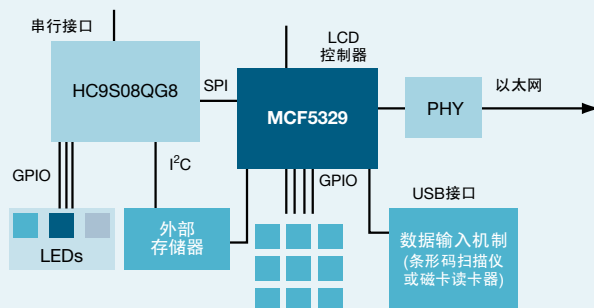 串行接口
LCD
控制器
HC9S08QG8
SPI
MCF5329
PHY
以太网
GPIO
I²C
GPIO
USB接口
LEDs
外部
存储器
数据输入机制
(条形码扫描仪
或磁卡读卡器)